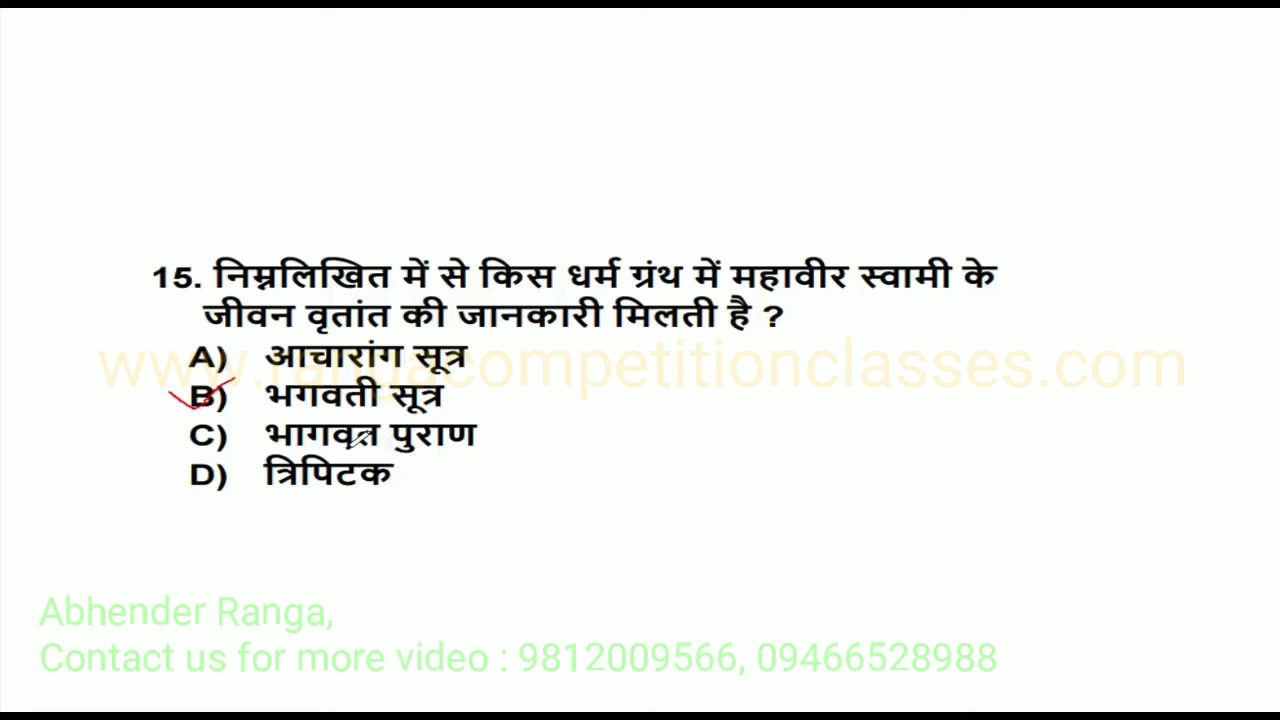 15. निम्नलिखित में से किस धर्म ग्रंथ में महावीर स्वामी के
जीवन वृतांत की जानकारी मिलती है ?
www.rangacompetitionclasses.com
A) आचारांग सूत्र
B) भगवती सूत्र
C) भागवत पुराण
D) त्रिपिटक
Abhender Ranga,
Contact us for more video : 9812009566, 09466528988